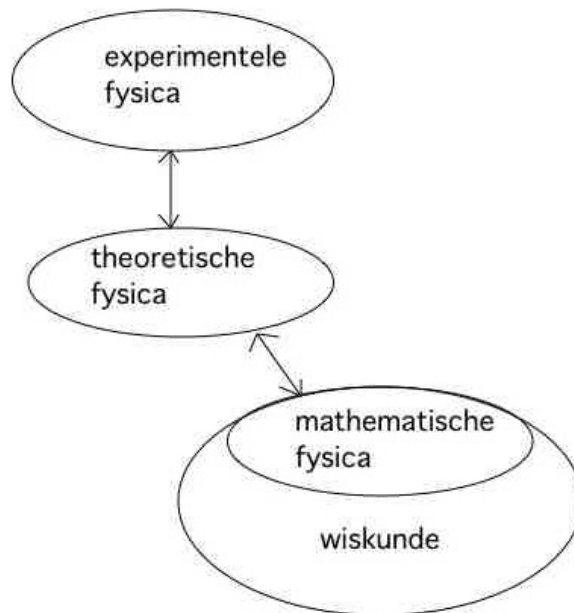 experimentele
fysica
theoretische
fysica
mathematische
fysica
wiskunde